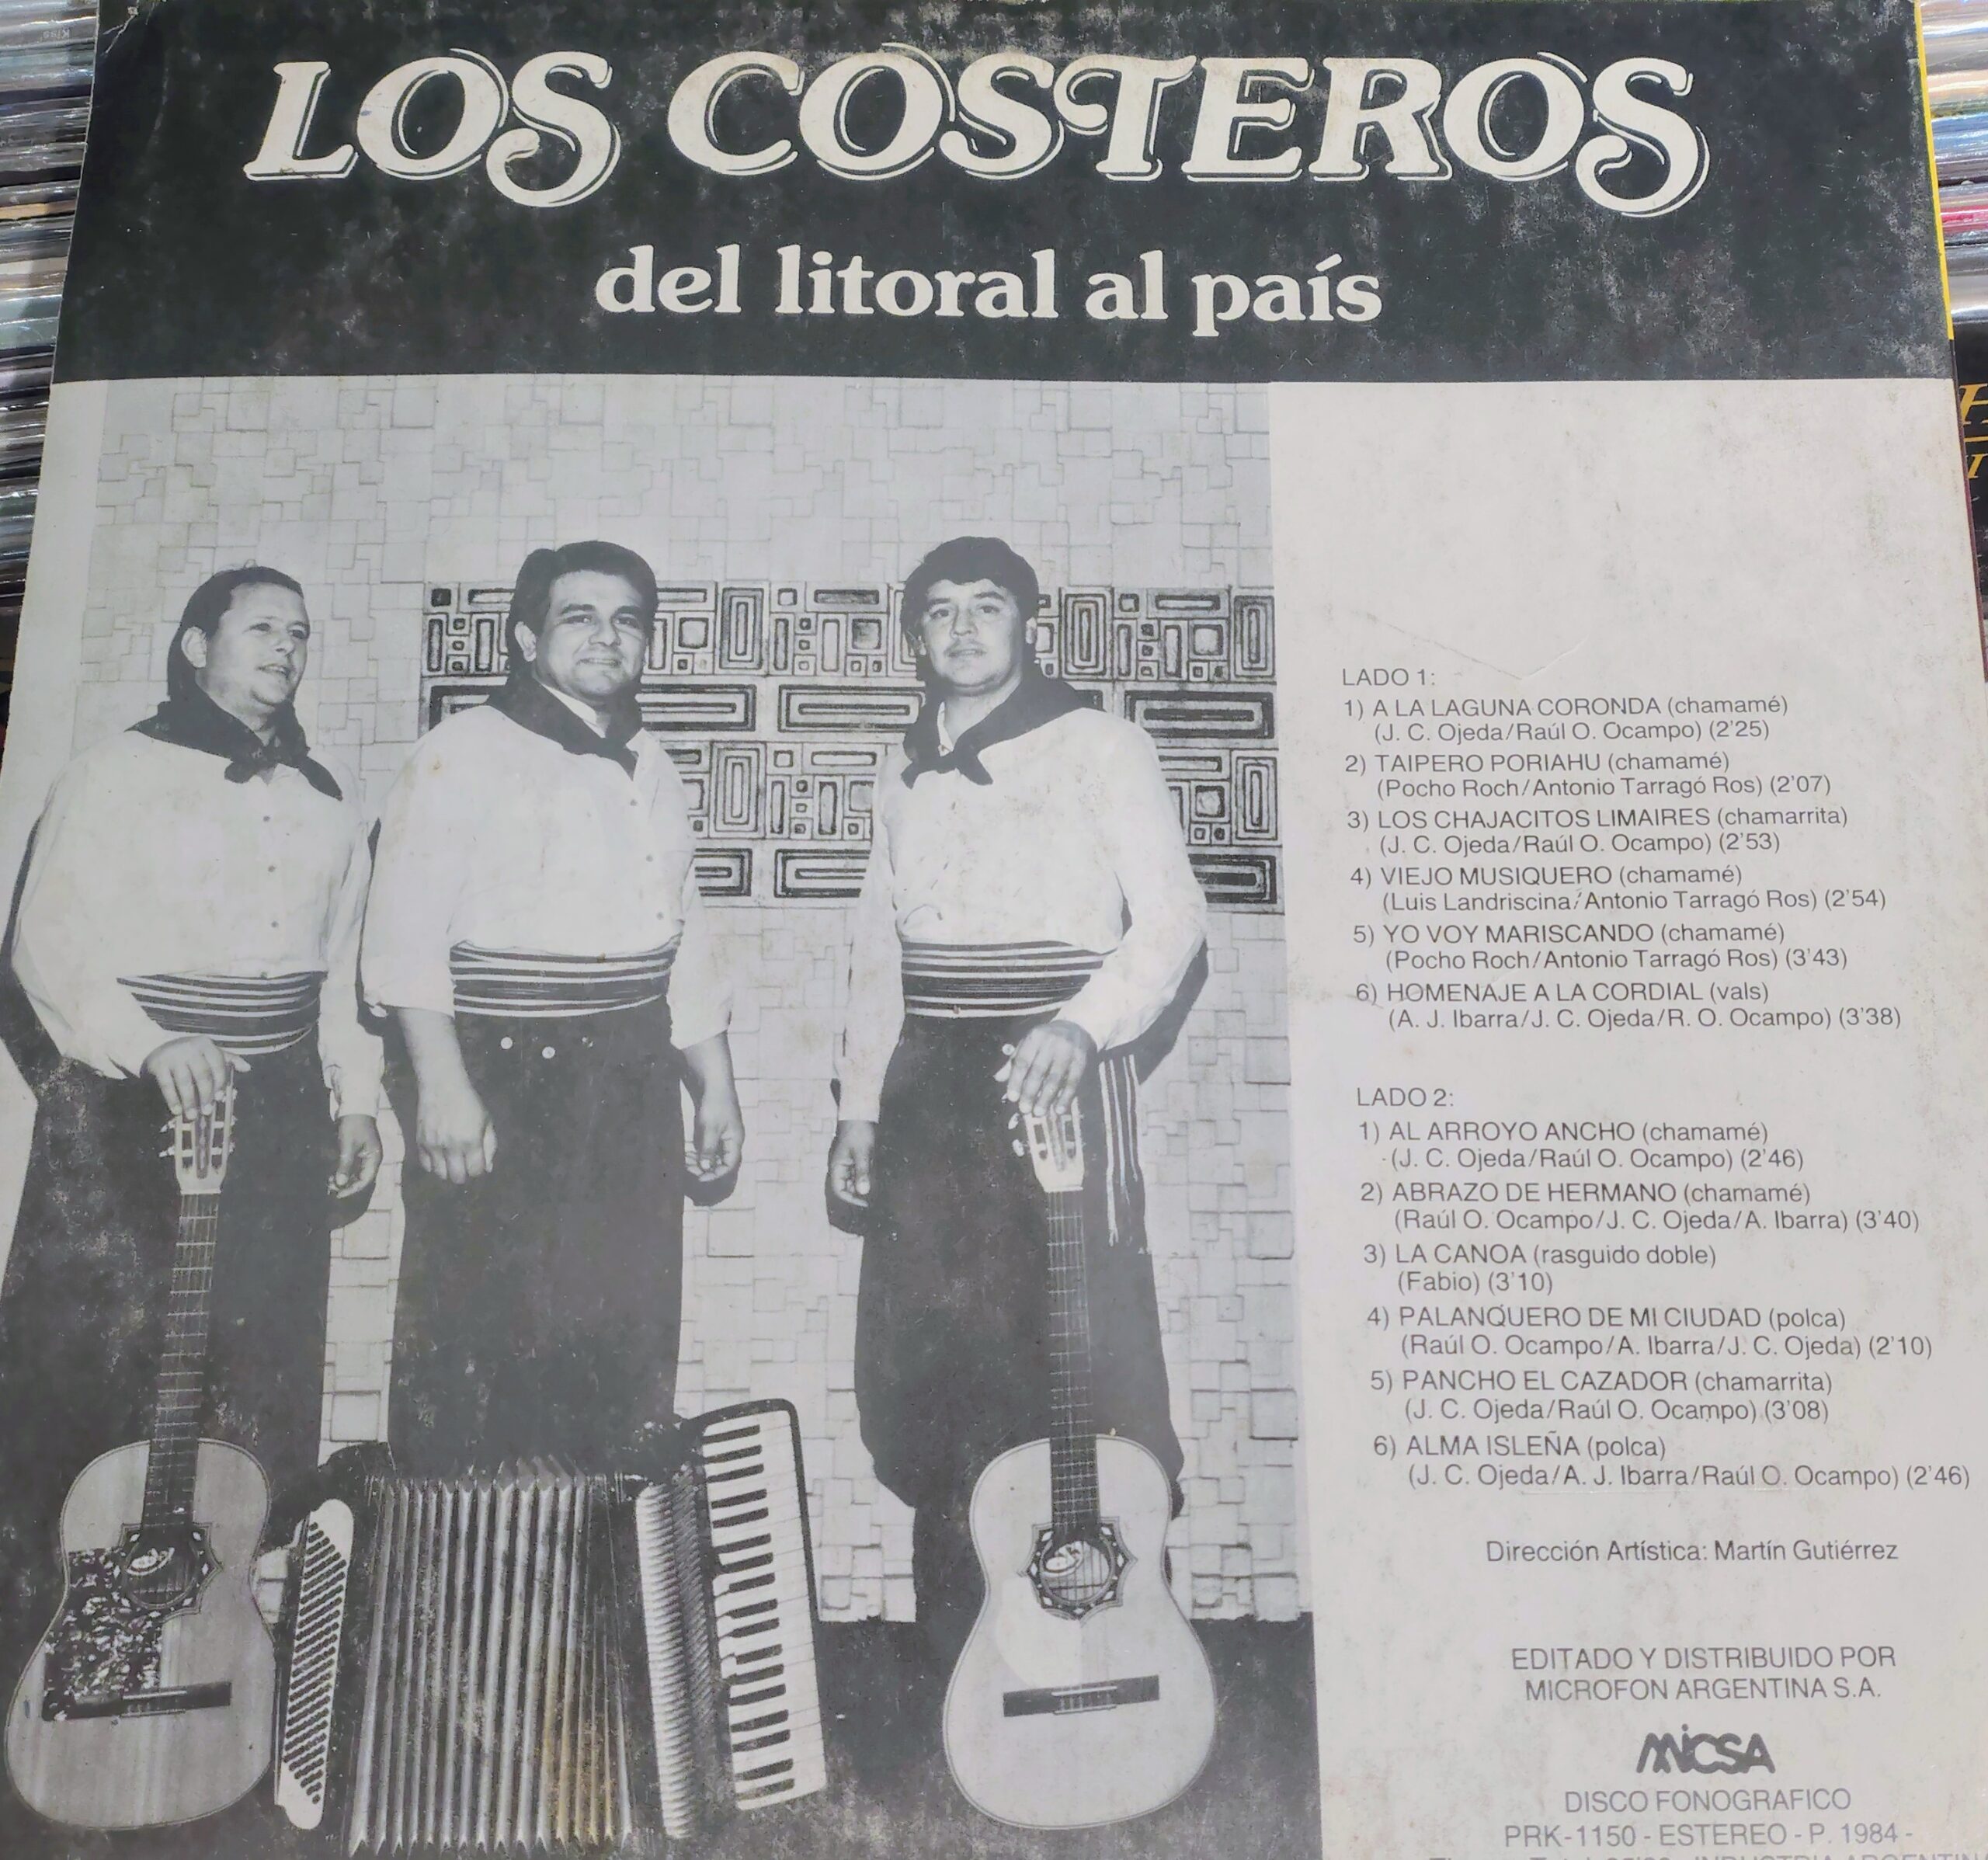 LOS COSTEROS
del litoral al país
LADO 1:
1) A LA LAGUNA CORONDA (chamamé)
(J. C. Ojeda/Raúl O. Ocampo) (2'25)
2) TAIPERO PORIAHU (chamamé)
(Pocho Roch/Antonio Tarragó Ros) (2'07)
3) LOS CHAJACITOS LIMAIRES (chamarrita)
(J. C. Ojeda/Raúl O. Ocampo) (2'53)
4) VIEJO MUSIQUERO (chamamé)
(Luis Landriscina/Antonio Tarragó Ros) (2'54)
5) YO VOY MARISCANDO (chamamé)
(Pocho Roch/Antonio Tarragó Ros) (3'43)
6) HOMENAJE A LA CORDIAL (vals)
(A. J. Ibarra/J. C. Ojeda/R. O. Ocampo) (3'38)
LADO 2:
1) AL ARROYO ANCHO (chamamé)
(J. C. Ojeda/Raúl O. Ocampo) (2'46)
2) ABRAZO DE HERMANO (chamamé)
(Raúl O. Ocampo/J. C. Ojeda/A. Ibarra) (3'40)
3) LA CANOA (rasguido doble)
(Fabio) (3'10)
4) PALANQUERO DE MI CIUDAD (polca)
(Raúl O. Ocampo/A. Ibarra/J. C. Ojeda) (2'10)
5) PANCHO EL CAZADOR (chamarrita)
(J. C. Ojeda/Raúl O. Ocampo) (3'08)
6) ALMA ISLEÑA (polca)
(J. C. Ojeda/A. J. Ibarra/Raúl O. Ocampo) (2'46)
Dirección Artística: Martín Gutiérrez
EDITADO Y DISTRIBUIDO POR
MICROFON ARGENTINA S.A.
MICSA
DISCO FONOGRAFICO
PRK-1150 - ESTEREO - P. 1984 -